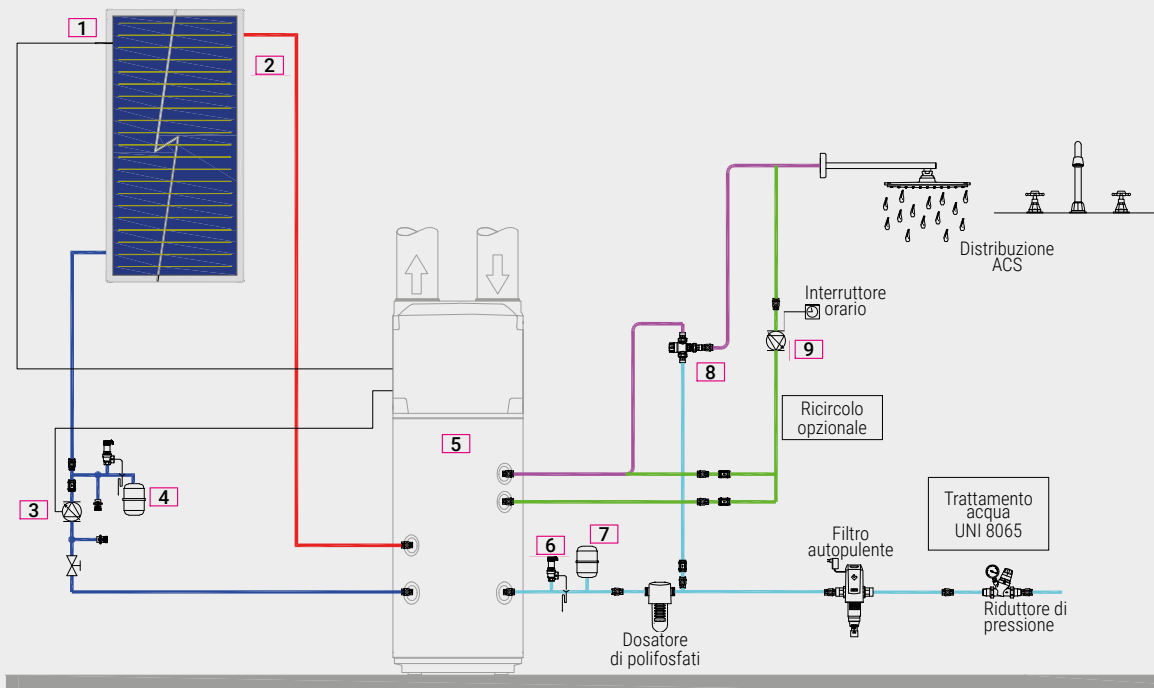 1
2
Distribuzione
ACS
Interruttore
orario
9
8
Ricircolo
opzionale
5
3
4
Trattamento
acqua
UNI 8065
6
7
Filtro
autopulente
Riduttore di
pressione
Dosatore
di polifosfati